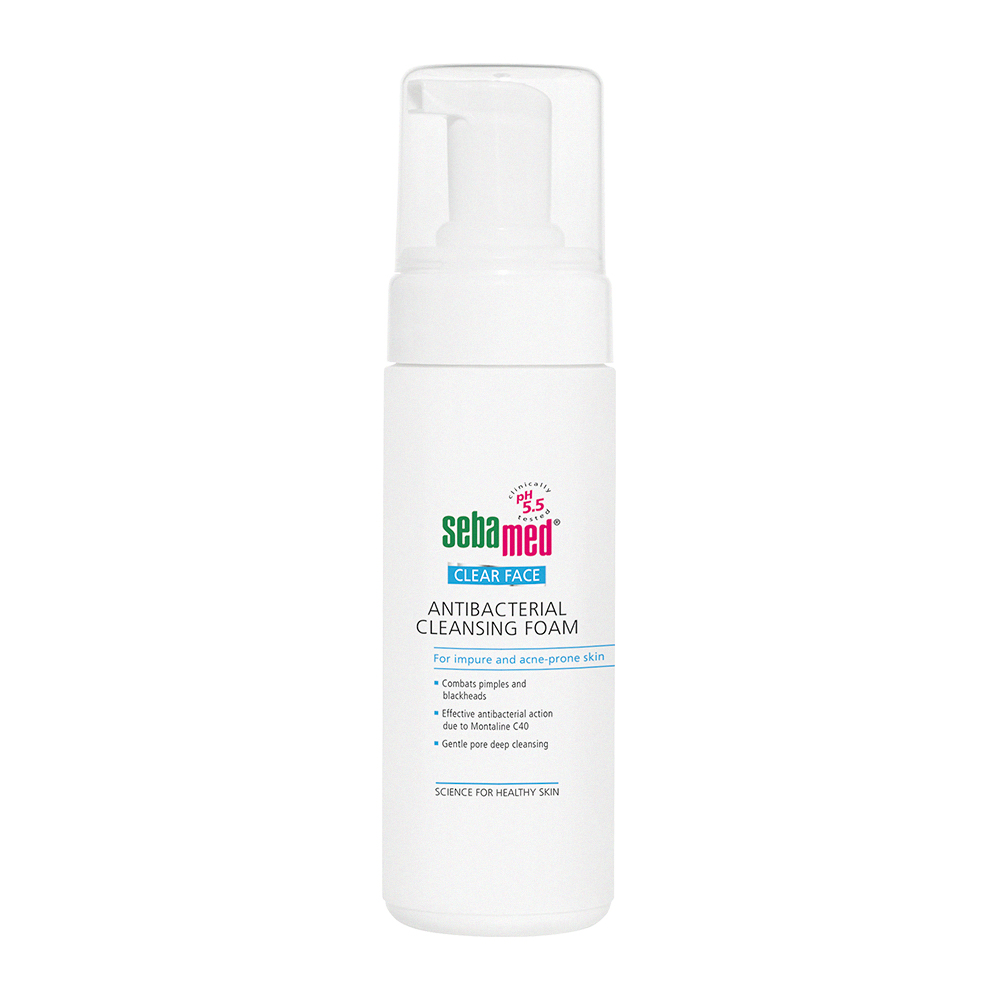 clinically
pH
5.5
tested
sebamed®
CLEAR FACE
ANTIBACTERIAL
CLEANSING FOAM
For impure and acne-prone skin
▪ Combats pimples and
blackheads
▪ Effective antibacterial action
due to Montaline C40
▪ Gentle pore deep cleansing
SCIENCE FOR HEALTHY SKIN